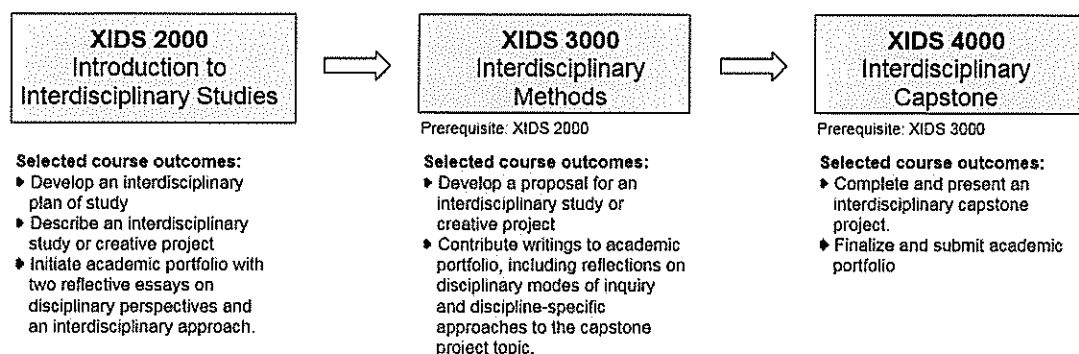 XIDS 2000
Introduction to
Interdisciplinary Studies
Selected course outcomes:
Develop an interdisciplinary
plan of study
Describe an interdisciplinary
study or creative project
Initiate academic portfolio with
two reflective essays on
disciplinary perspectives and
an interdisciplinary approach.
XIDS 3000
Interdisciplinary
Methods
Prerequisite: XIDS 2000
Selected course outcomes:
Develop a proposal for an
interdisciplinary study or
creative project
Contribute writings to academic
portfolio, including reflections on
disciplinary modes of inquiry
and discipline-specific
approaches to the capstone
project topic.
XIDS 4000
Interdisciplinary
Capstone
Prerequisite: XIDS 3000
Selected course outcomes:
Complete and present an
interdisciplinary capstone
project.
Finalize and submit academic
portfolio